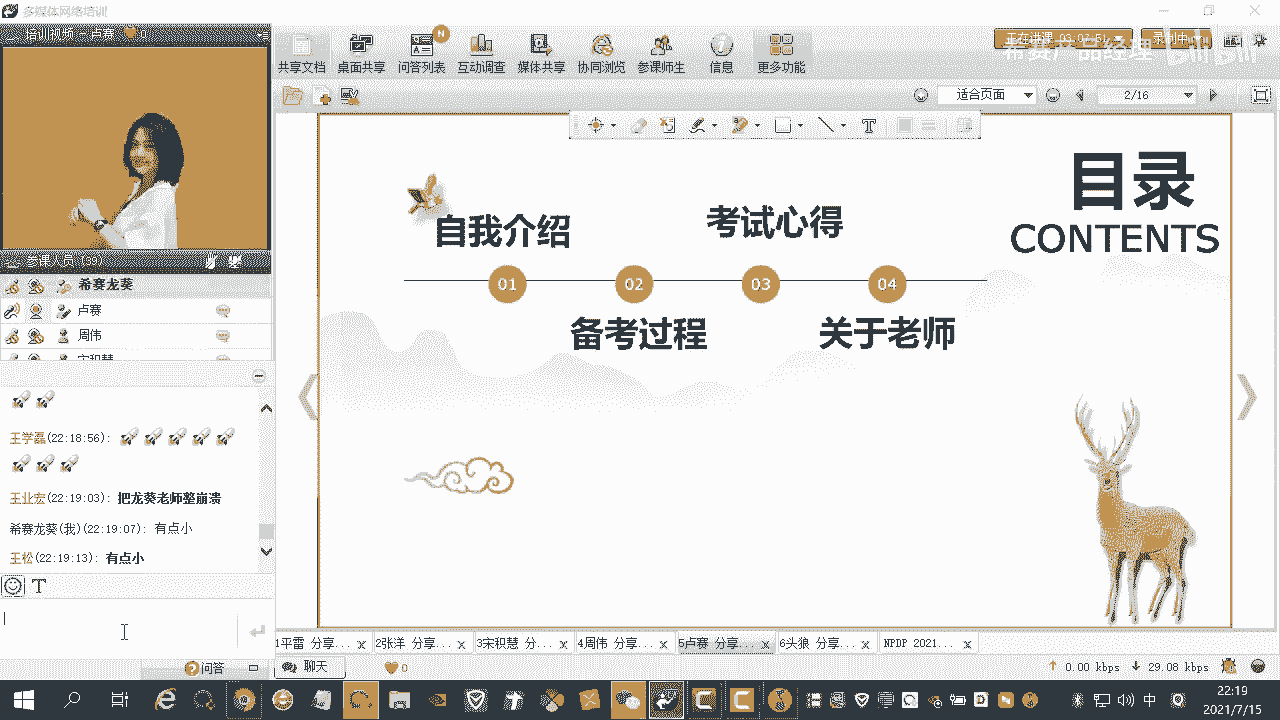 多媒体网络培训
培训视频 - 卢赛 0
共享文档 桌面共享 问答列表 N 互动调查 媒体共享 协同浏览 参课师生 信息 更多功能
正在讲课 03:07:51 录制中
希赛产品经理 bilibili
适合页面 2/16
目录
CONTENTS
自我介绍
考试心得
01 02 03 04
备考过程
关于老师
希赛龙葵
卢赛
周伟
宋积慧
王学磊(22:18:56):
王业宏(22:19:03): 把龙葵老师整崩溃
希赛龙葵(我)(22:19:07): 有点小
王松(22:19:13): 有点小
T
问答
1平雷 分享... 2张洋 分享... 3宋积慧 分... 4周伟 分享... 5卢赛 分享... 6头狼 分享... NPDP 2021...
聊天 0 0.00 kbps 29.08 kbps
中 22:19
2021/7/15